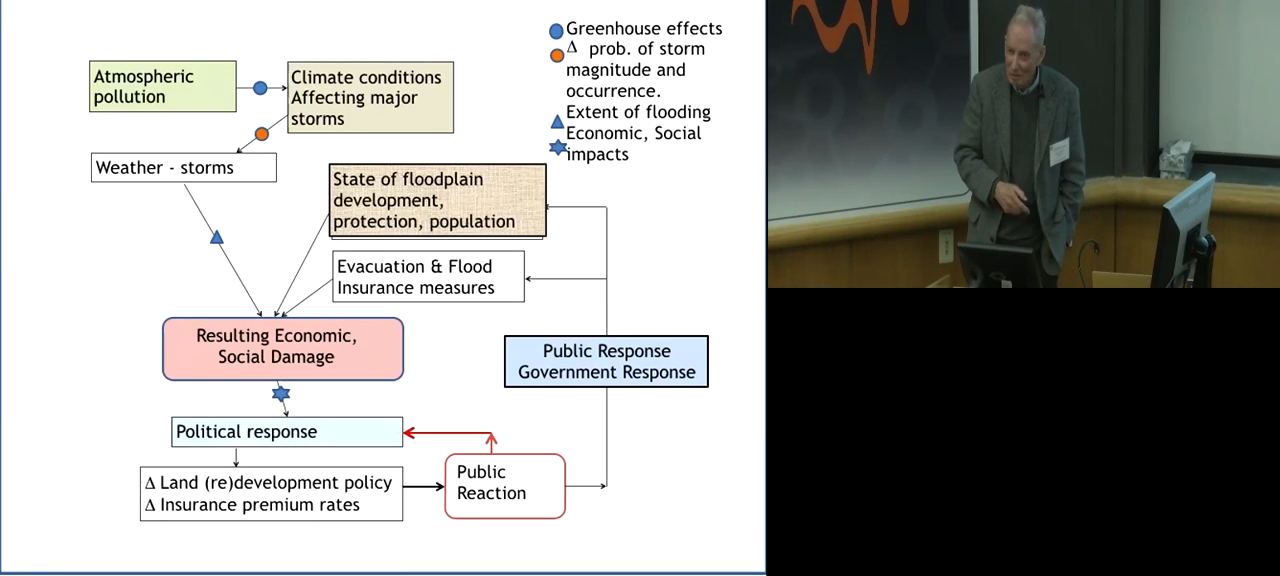 Greenhouse effects
Δ prob. of storm
magnitude and
occurrence.
Extent of flooding
Economic, Social
impacts
Atmospheric
pollution
Climate conditions
Affecting major
storms
Weather - storms
State of floodplain
development,
protection, population
Evacuation & Flood
Insurance measures
Resulting Economic,
Social Damage
Public Response
Government Response
Political response
Δ Land (re)development policy
Δ Insurance premium rates
Public
Reaction